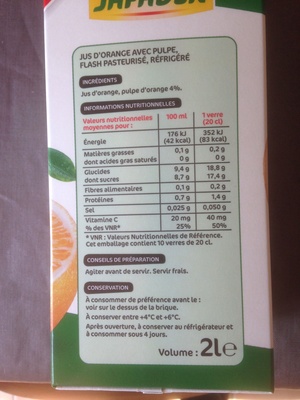 JUS D'ORANGE AVEC PULPE,
FLASH PASTEURISÉ, RÉFRIGÉRÉ
INGRÉDIENTS
Jus d'orange, pulpe d'orange 4%.
INFORMATIONS NUTRITIONNELLES
Valeurs nutritionnelles moyennes pour : 100 ml 1 verre (20 cl)
Énergie 176 kJ (42 kcal) 352 kJ (83 kcal)
Matières grasses 0,1 g 0,2 g
dont acides gras saturés 0 g 0 g
Glucides 9,4 g 18,8 g
dont sucres 8,7 g 17,4 g
Fibres alimentaires 0,1 g 0,2 g
Protéines 0,7 g 1,4 g
Sel 0,025 g 0,050 g
Vitamine C 20 mg 40 mg
% des VNR* 25% 50%
* VNR : Valeurs Nutritionnelles de Référence.
Cet emballage contient 10 verres de 20 cl.
CONSEILS DE PRÉPARATION
Agiter avant de servir. Servir frais.
CONSERVATION
À consommer de préférence avant le :
voir sur le dessus de la brique.
À conserver entre +4°C et +6°C.
Après ouverture, à conserver au réfrigérateur et
à consommer sous 4 jours.
Volume : 2L e